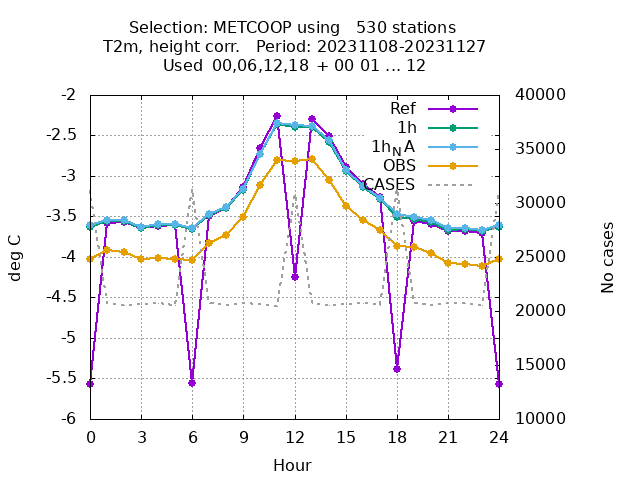 Selection: METCOOP using   530 stations
T2m, height corr.   Period: 20231108-20231127
Used  00,06,12,18  + 00 01 ... 12
-2
-2.5
-3
-3.5
-4
-4.5
-5
-5.5
-6
deg C
40000
35000
30000
25000
20000
15000
10000
No cases
Ref
1h
1h_NA
OBS
CASES
0 3 6 9 12 15 18 21 24
Hour